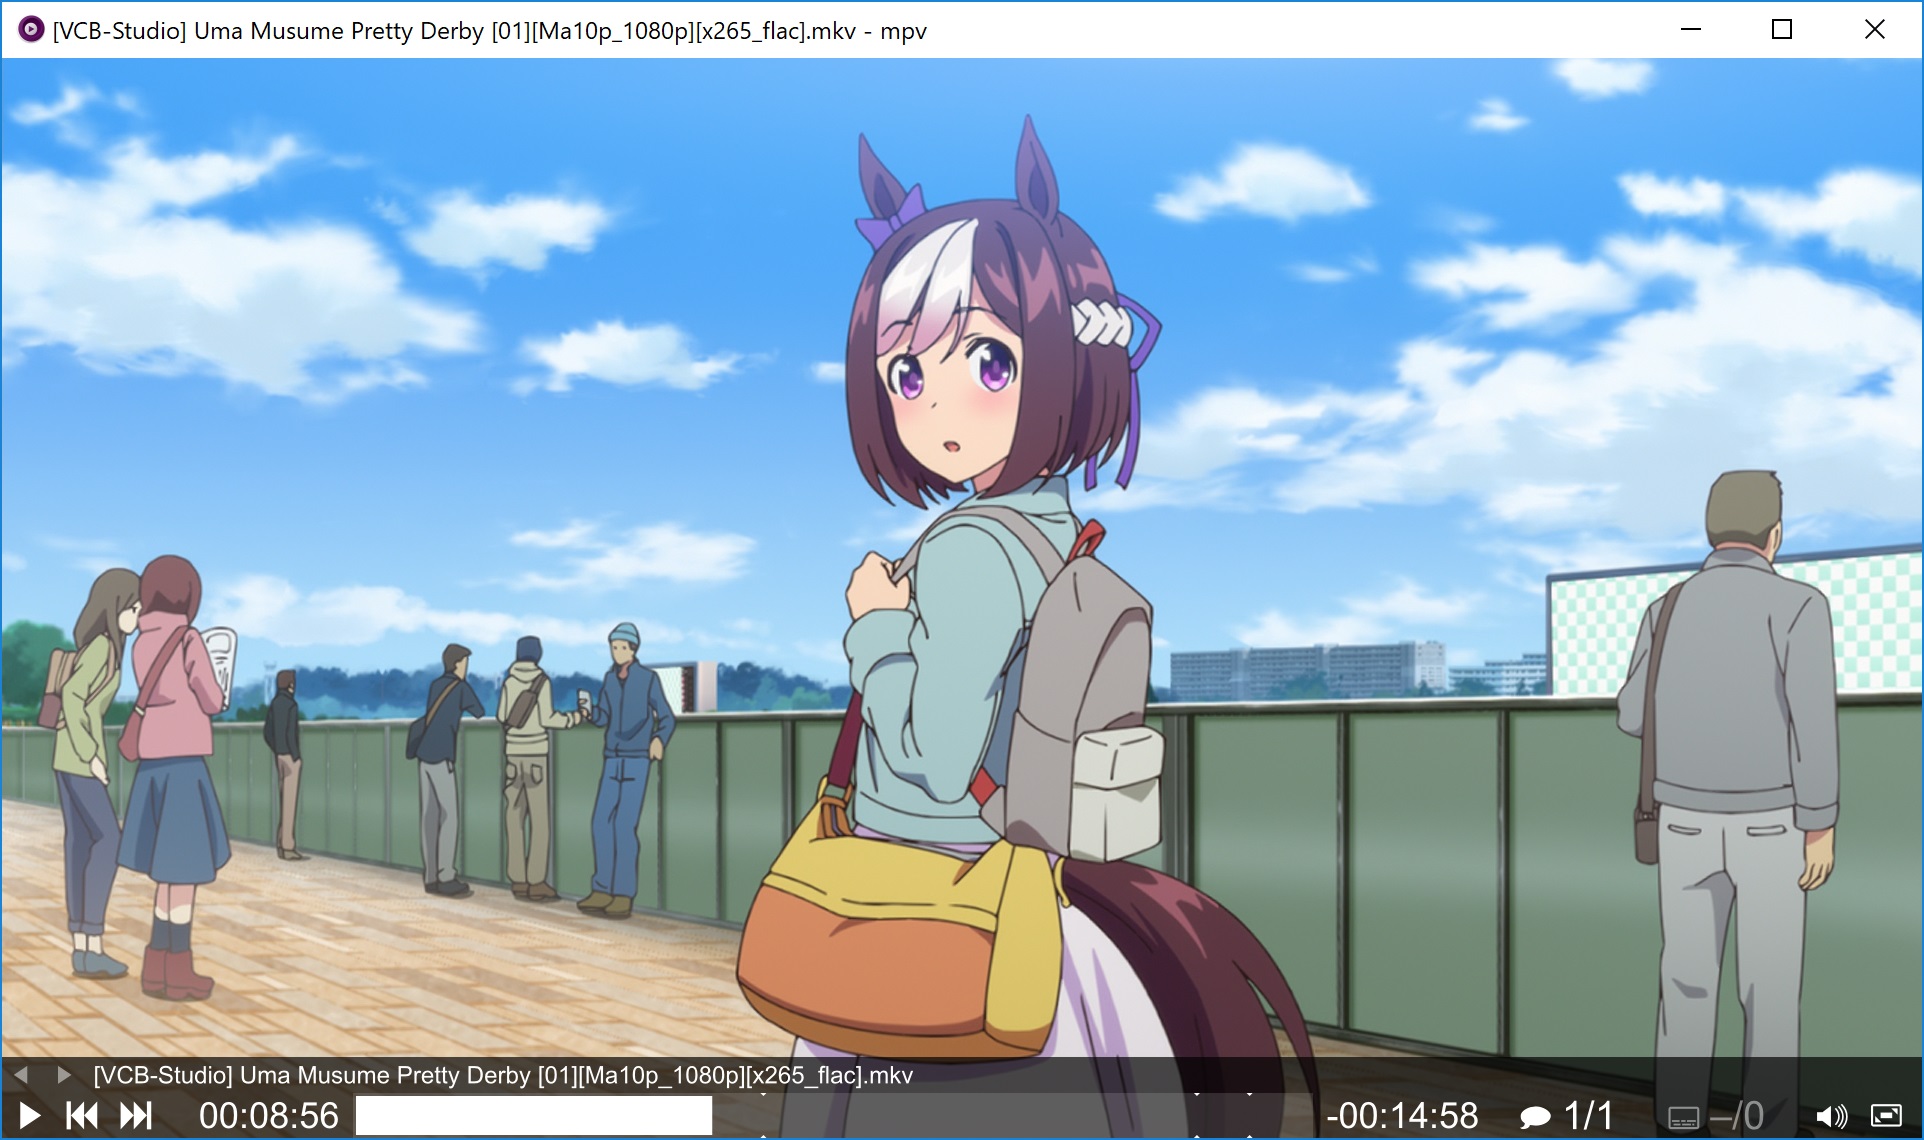 [VCB-Studio] Uma Musume Pretty Derby [01][Ma10p_1080p][x265_flac].mkv - mpv
[VCB-Studio] Uma Musume Pretty Derby [01][Ma10p_1080p][x265_flac].mkv
00:08:56 -00:14:58 1/1 –/0